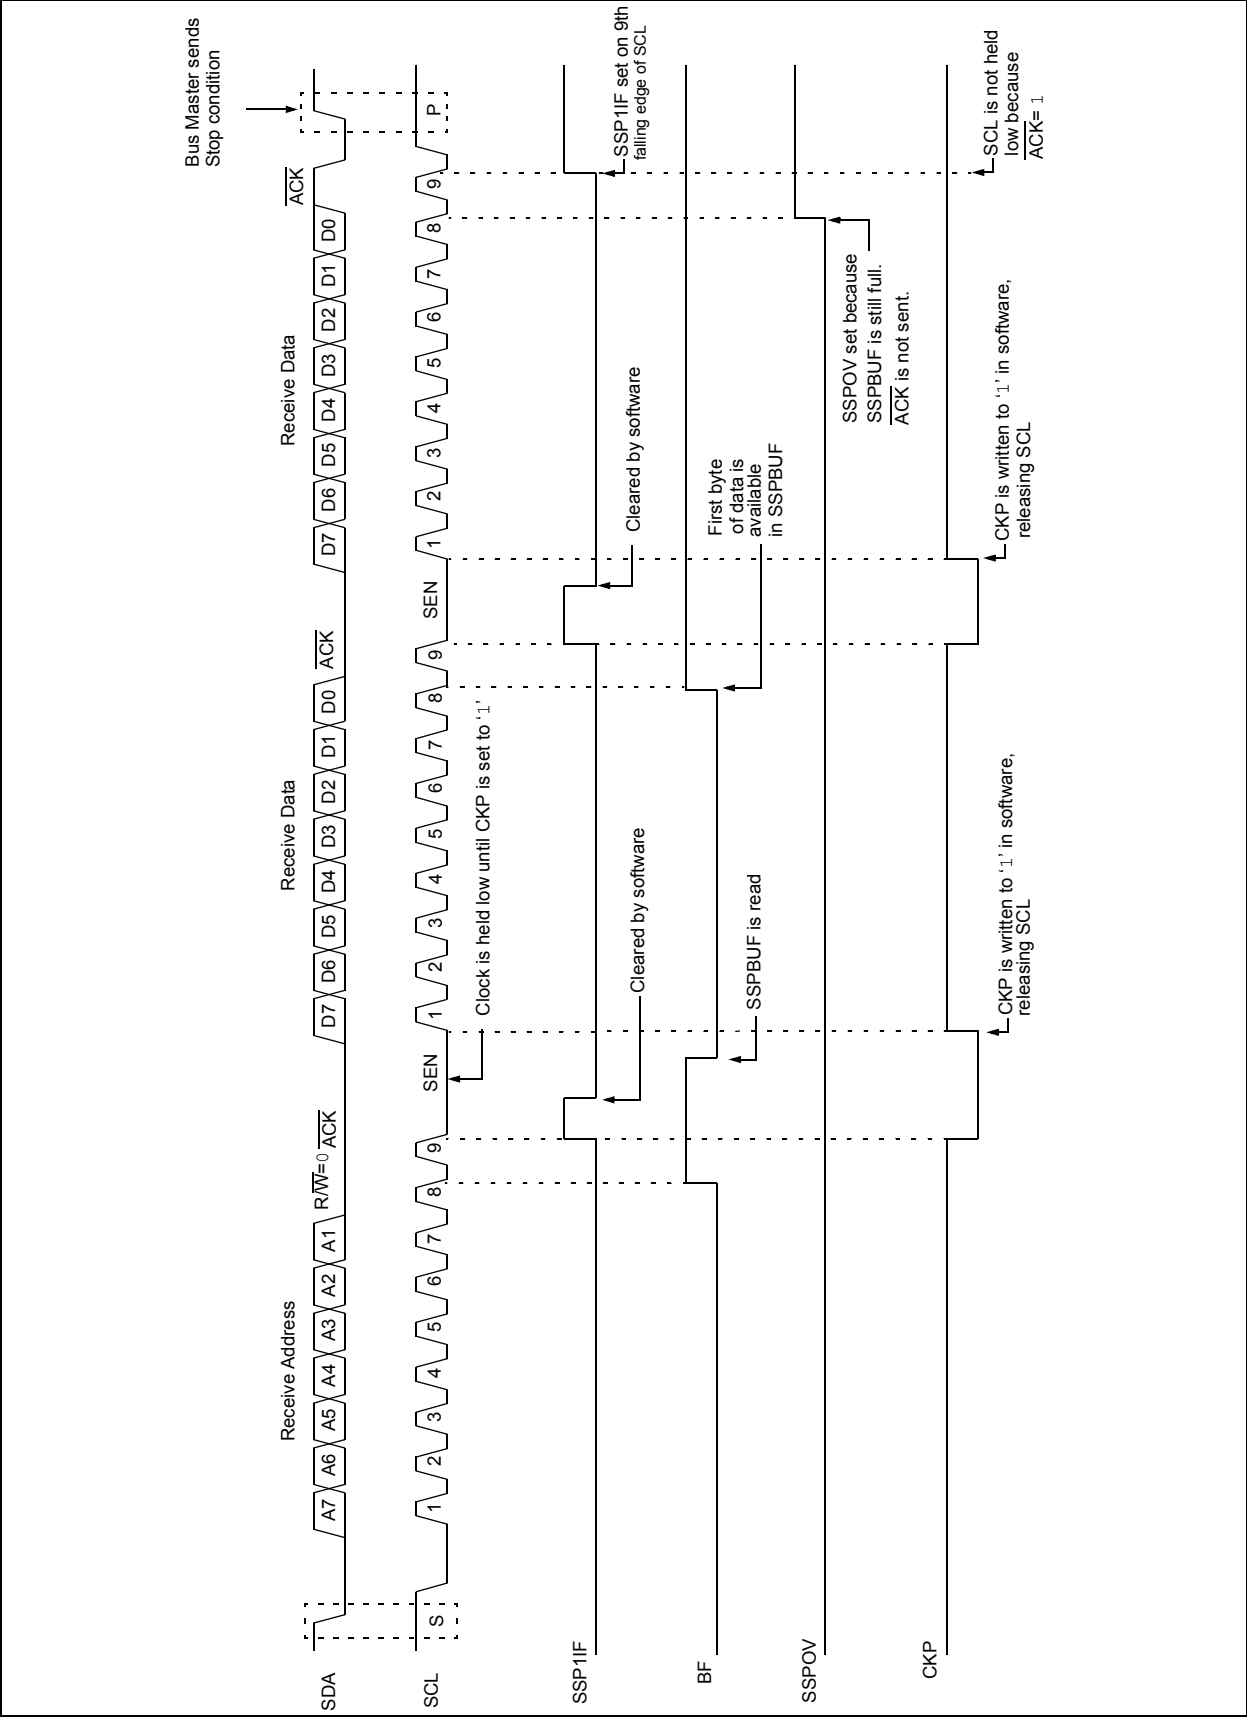 Bus Master sends
Stop condition
Receive Address
Receive Data
Receive Data
R/W=0
ACK
ACK
ACK
SDA
A7 A6 A5 A4 A3 A2 A1
D7 D6 D5 D4 D3 D2 D1 D0
D7 D6 D5 D4 D3 D2 D1 D0
SCL
S
1 2 3 4 5 6 7 8 9
SEN
1 2 3 4 5 6 7 8 9
SEN
1 2 3 4 5 6 7 8 9
P
Clock is held low until CKP is set to ‘1’
SSP1IF
Cleared by software
Cleared by software
SSP1IF set on 9th
falling edge of SCL
BF
SSPBUF is read
First byte
of data is
available
in SSPBUF
SSPOV
SSPOV set because
SSPBUF is still full.
ACK is not sent.
CKP
CKP is written to ‘1’ in software,
releasing SCL
CKP is written to ‘1’ in software,
releasing SCL
SCL is not held
low because
ACK= 1